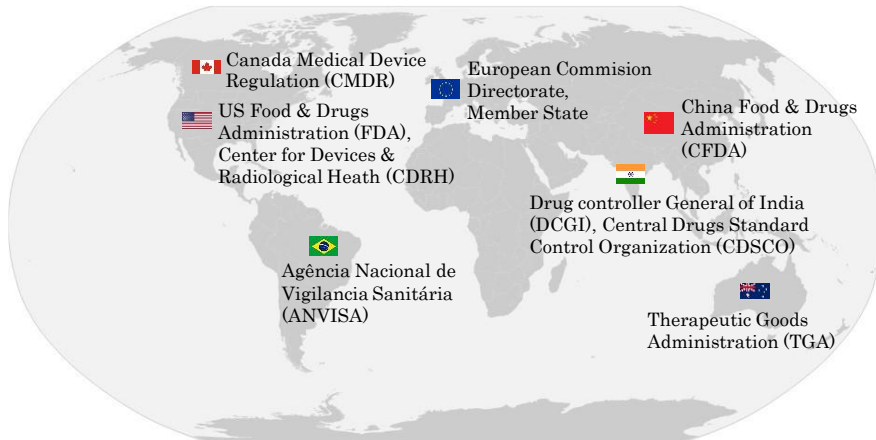 Canada Medical Device
Regulation (CMDR)
US Food & Drugs
Administration (FDA),
Center for Devices &
Radiological Heath (CDRH)
European Commision
Directorate,
Member State
China Food & Drugs
Administration
(CFDA)
Drug controller General of India
(DCGI), Central Drugs Standard
Control Organization (CDSCO)
Agência Nacional de
Vigilancia Sanitária
(ANVISA)
Therapeutic Goods
Administration (TGA)